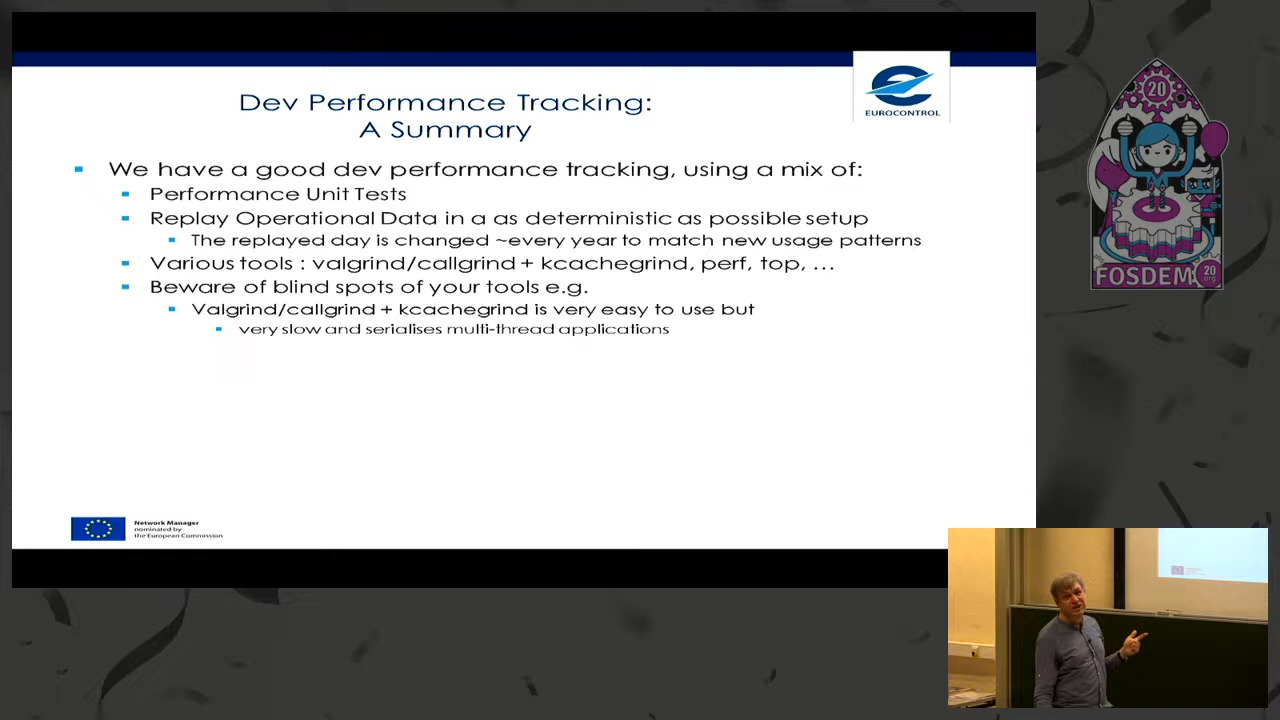 Dev Performance Tracking:
A Summary
EUROCONTROL
We have a good dev performance tracking, using a mix of:
Performance Unit Tests
Replay Operational Data in a as deterministic as possible setup
The replayed day is changed ~every year to match new usage patterns
Various tools : valgrind/callgrind + kcachegrind, perf, top, …
Beware of blind spots of your tools e.g.
Valgrind/callgrind + kcachegrind is very easy to use but
very slow and serialises multi-thread applications
Network Manager
nominated by
the European Commission
20
FOSDEM
20
.org